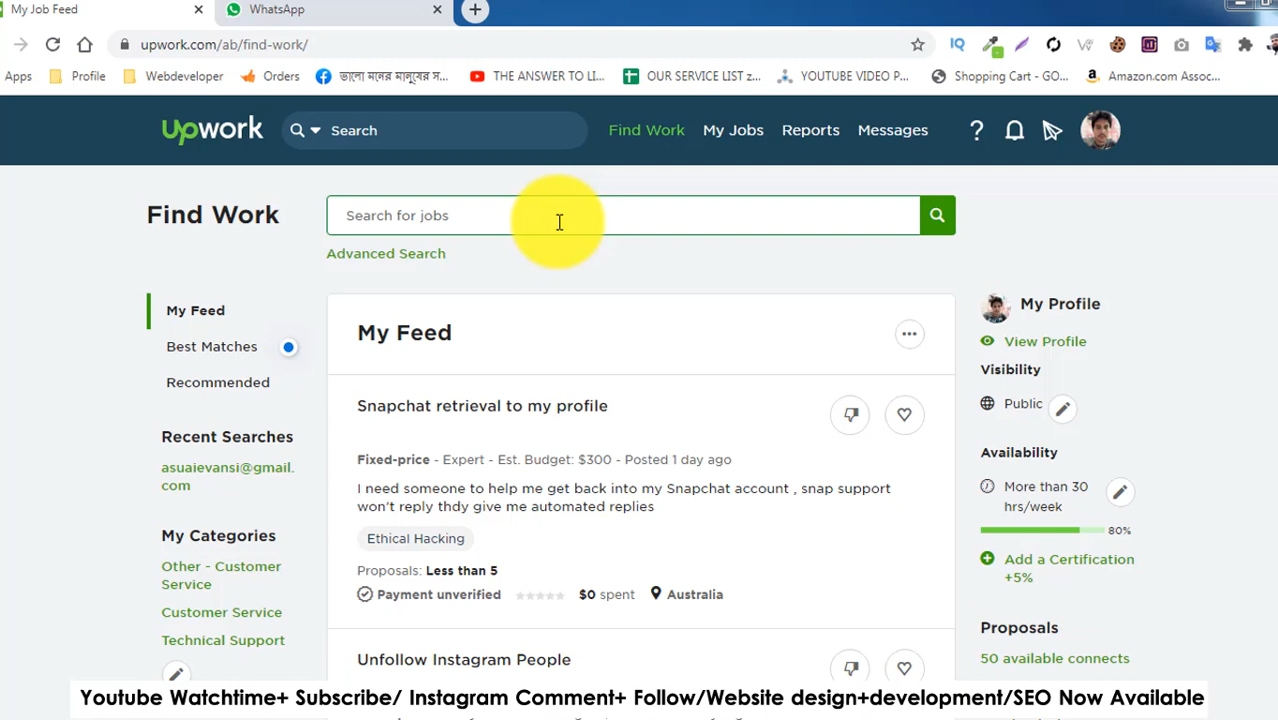 My Job Feed
WhatsApp
upwork.com/ab/find-work/
Apps Profile Webdeveloper Orders ভালো মনের মানুষের স... THE ANSWER TO LI... OUR SERVICE LIST z... YOUTUBE VIDEO P... Shopping Cart - GO... Amazon.com Assoc...
upwork Search Find Work My Jobs Reports Messages ?
Find Work
Search for jobs
Advanced Search
My Feed
Best Matches
Recommended
Recent Searches
asuaievansi@gmail.
com
My Categories
Other - Customer
Service
Customer Service
Technical Support
My Feed
Snapchat retrieval to my profile
Fixed-price - Expert - Est. Budget: $300 - Posted 1 day ago
I need someone to help me get back into my Snapchat account , snap support
won't reply thdy give me automated replies
Ethical Hacking
Proposals: Less than 5
Payment unverified $0 spent Australia
Unfollow Instagram People
My Profile
View Profile
Visibility
Public
Availability
More than 30
hrs/week
80%
Add a Certification
+5%
Proposals
50 available connects
Youtube Watchtime+ Subscribe/ Instagram Comment+ Follow/Website design+development/SEO Now Available